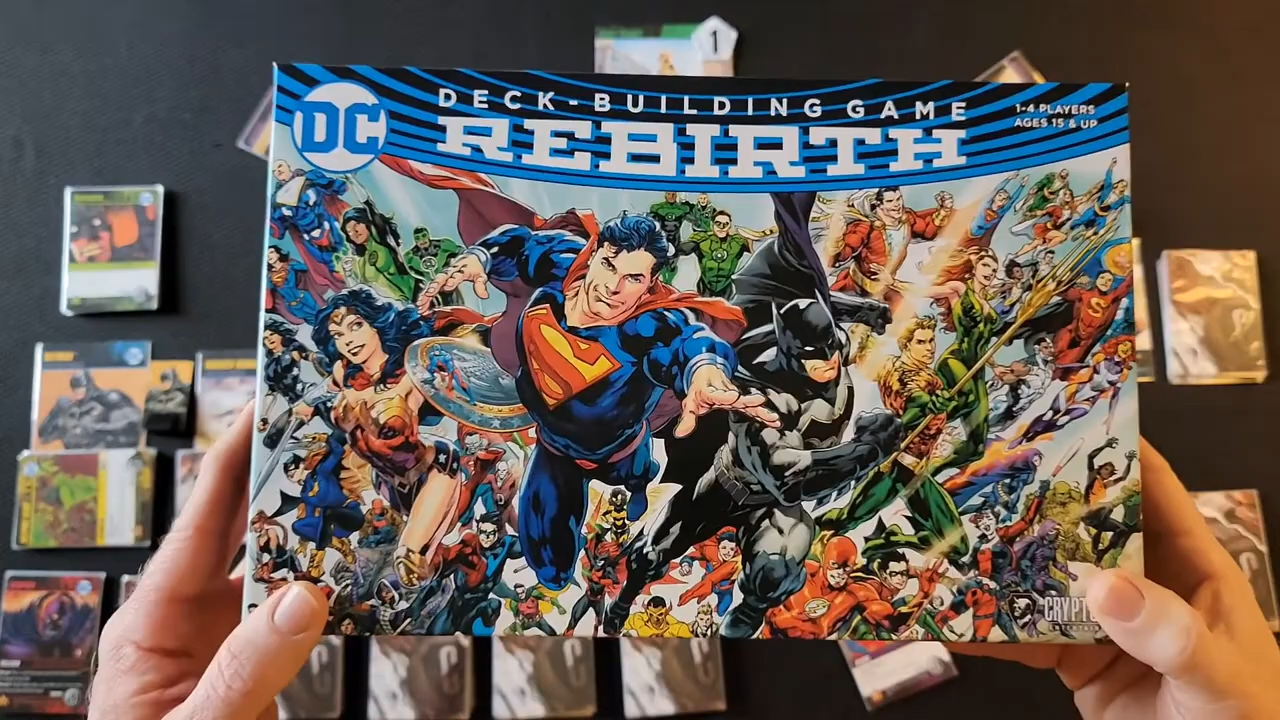 1
DC
DECK-BUILDING GAME
REBIRTH
1-4 PLAYERS
AGES 15 & UP